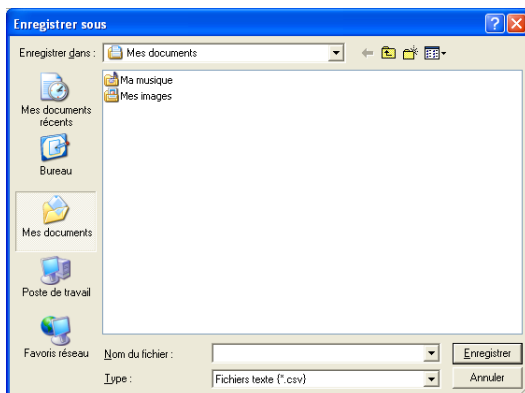 Enregistrer sous
Enregistrer dans :
Mes documents
Ma musique
Mes images
Mes documents
récents
Bureau
Mes documents
Poste de travail
Favoris réseau
Nom du fichier :
Enregistrer
Type :
Fichiers texte (*.csv)
Annuler